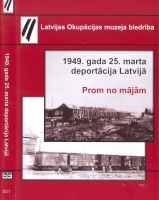 Latvijas Okupācijas muzeja biedrība
1949. gada 25. marta
deportācija Latvijā
Prom no mājām
1949. gada 25. marta deportācija Latvijā